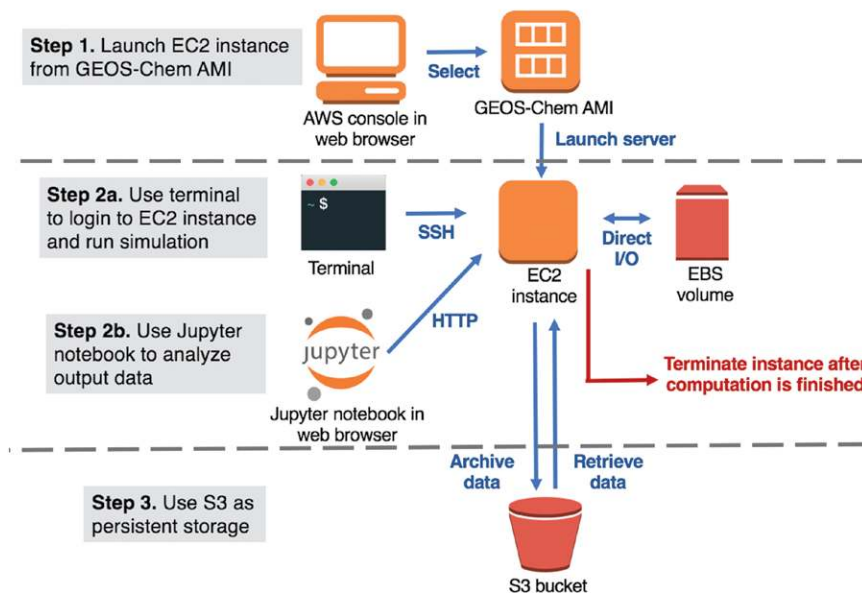 Step 1. Launch EC2 instance
from GEOS-Chem AMI
Select
AWS console in
web browser
GEOS-Chem AMI
Launch server
Step 2a. Use terminal
to login to EC2 instance
and run simulation
~ $
Terminal
SSH
EC2
instance
Direct
I/O
EBS
volume
Step 2b. Use Jupyter
notebook to analyze
output data
jupyter
HTTP
Jupyter notebook in
web browser
Terminate instance after
computation is finished
Archive
data
Retrieve
data
Step 3. Use S3 as
persistent storage
S3 bucket